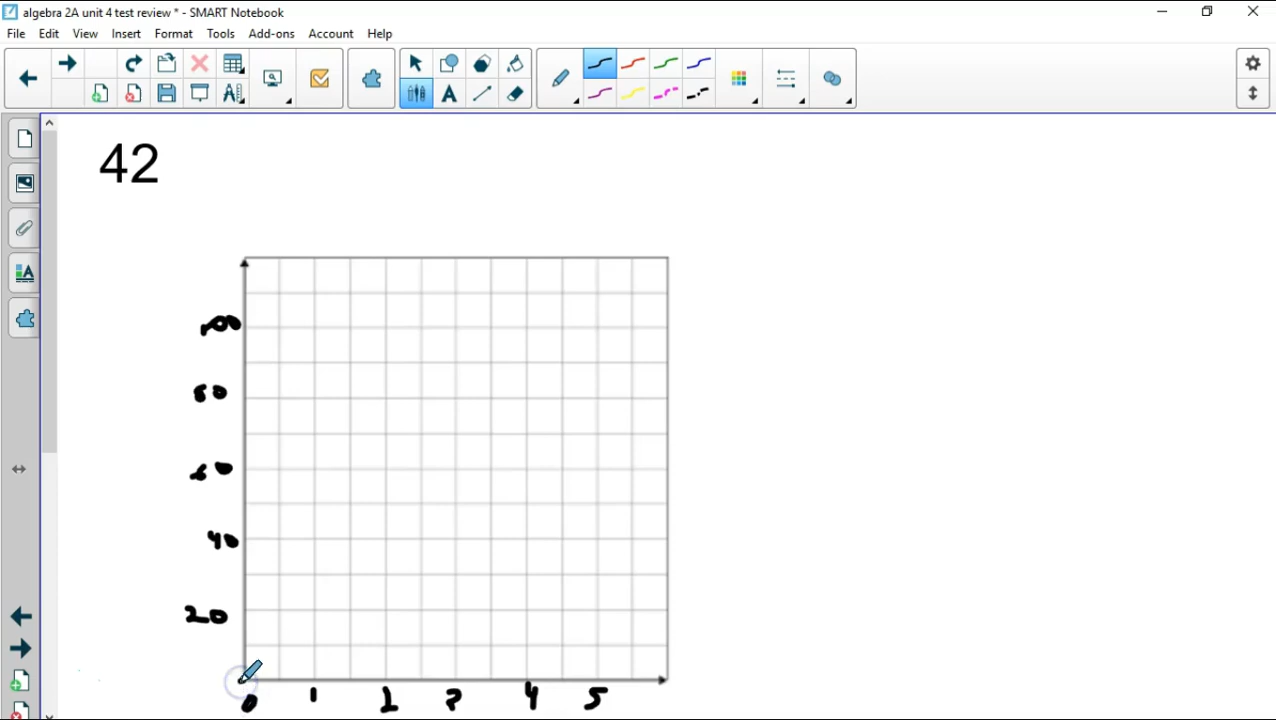 algebra 2A unit 4 test review * - SMART Notebook
File Edit View Insert Format Tools Add-ons Account Help
42
100
80
60
40
20
0 1 2 3 4 5